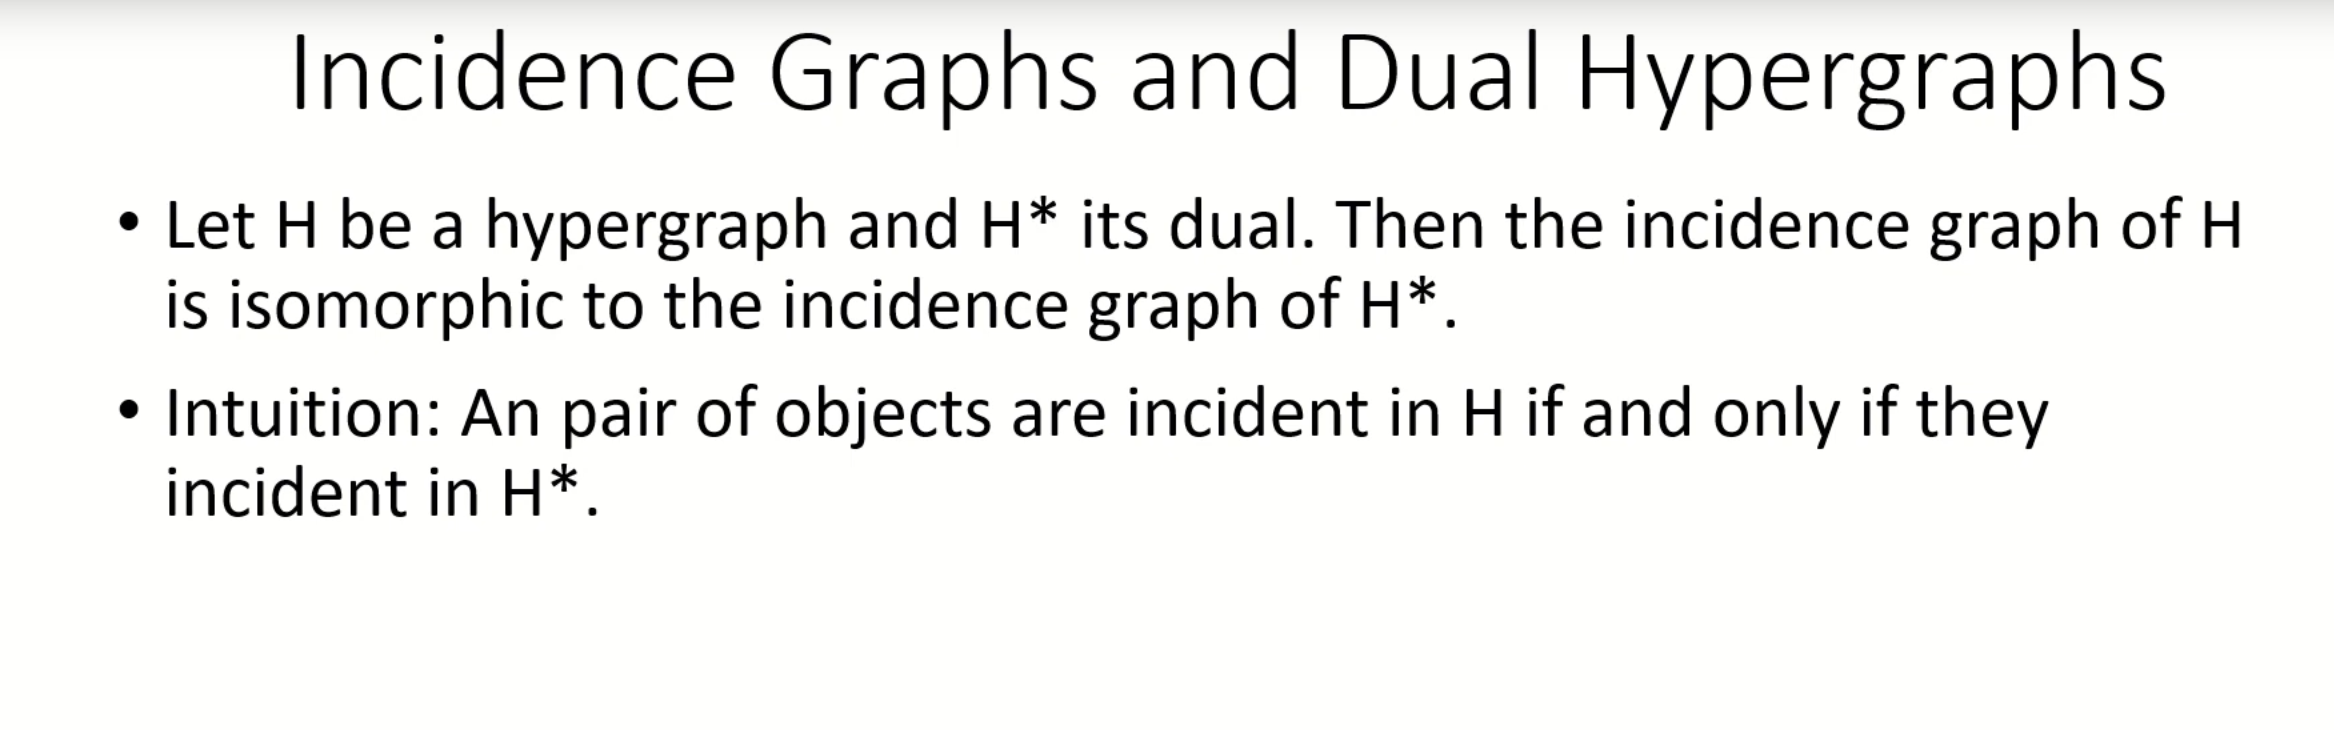 Incidence Graphs and Dual Hypergraphs
• Let H be a hypergraph and H* its dual. Then the incidence graph of H
is isomorphic to the incidence graph of H*.
• Intuition: An pair of objects are incident in H if and only if they
incident in H*.